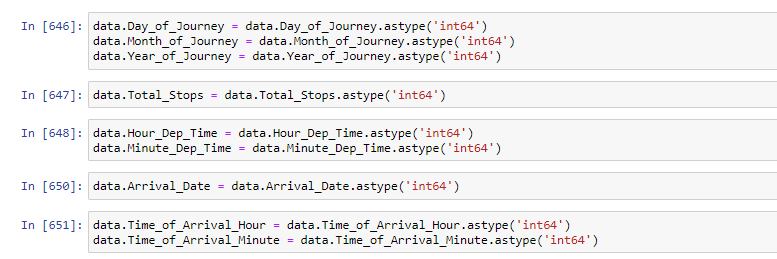 In [646]: data.Day_of_Journey = data.Day_of_Journey.astype('int64')
data.Month_of_Journey = data.Month_of_Journey.astype('int64')
data.Year_of_Journey = data.Year_of_Journey.astype('int64')
In [647]: data.Total_Stops = data.Total_Stops.astype('int64')
In [648]: data.Hour_Dep_Time = data.Hour_Dep_Time.astype('int64')
data.Minute_Dep_Time = data.Minute_Dep_Time.astype('int64')
In [650]: data.Arrival_Date = data.Arrival_Date.astype('int64')
In [651]: data.Time_of_Arrival_Hour = data.Time_of_Arrival_Hour.astype('int64')
data.Time_of_Arrival_Minute = data.Time_of_Arrival_Minute.astype('int64')